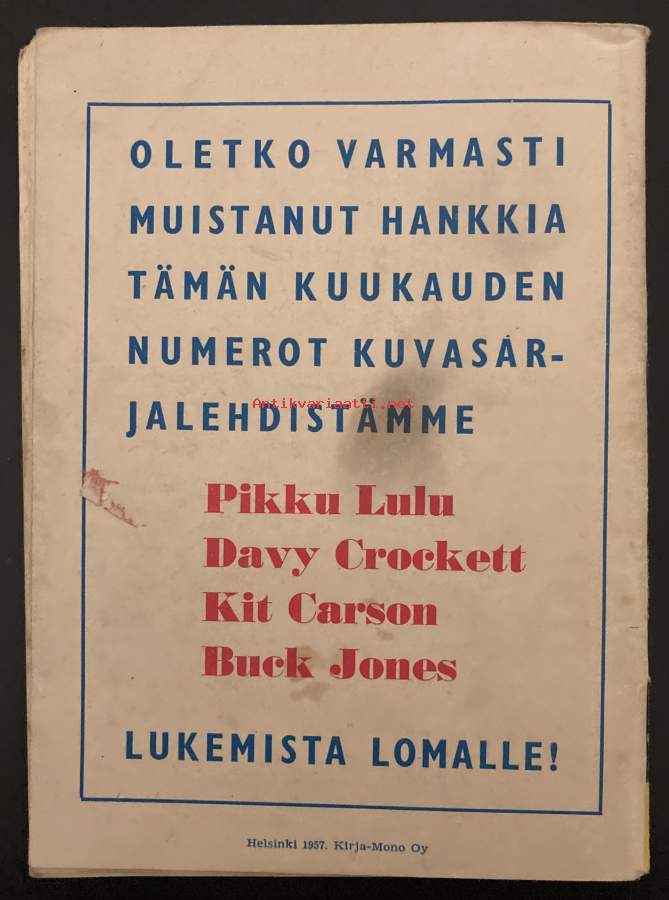 OLETKO VARMASTI
MUISTANUT HANKKIA
TÄMÄN KUUKAUDEN
NUMEROT KUVASAR-
Antikvariaatti.net
JALEHDISTÄMME
Pikku Lulu
Davy Crockett
Kit Carson
Buck Jones
LUKEMISTA LOMALLE!
Helsinki 1957. Kirja-Mono Oy